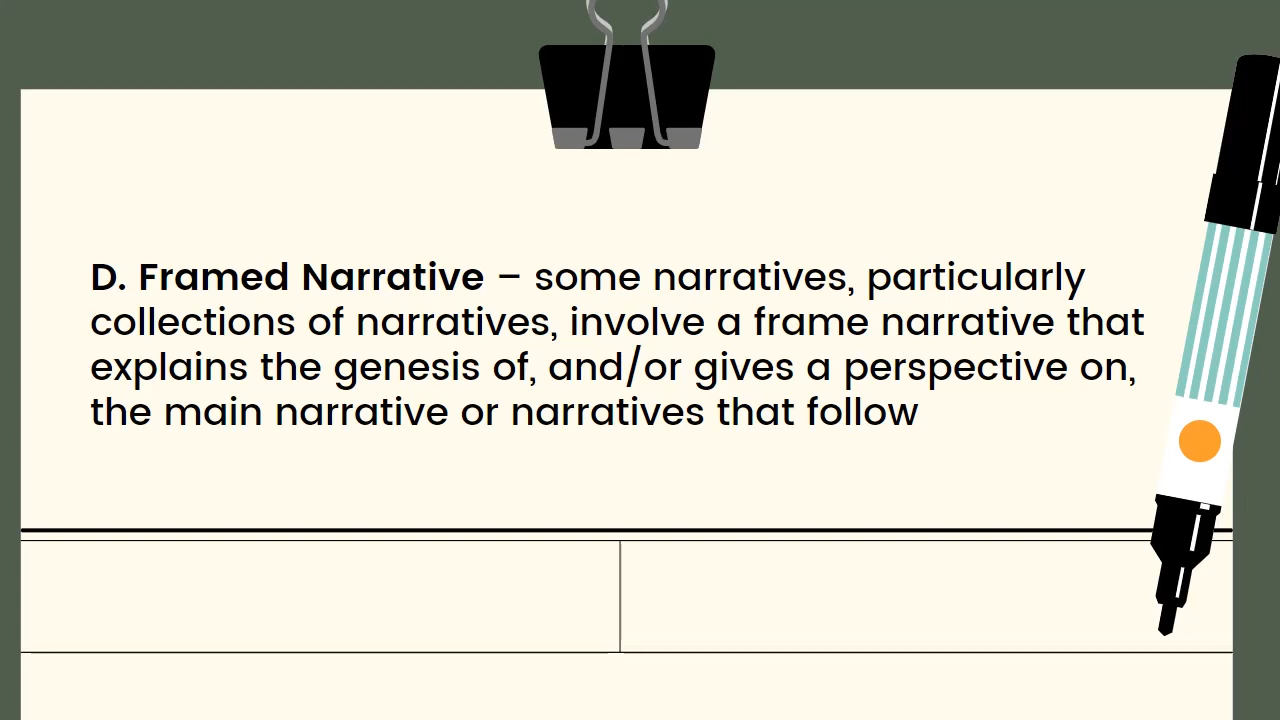 D. Framed Narrative – some narratives, particularly
collections of narratives, involve a frame narrative that
explains the genesis of, and/or gives a perspective on,
the main narrative or narratives that follow